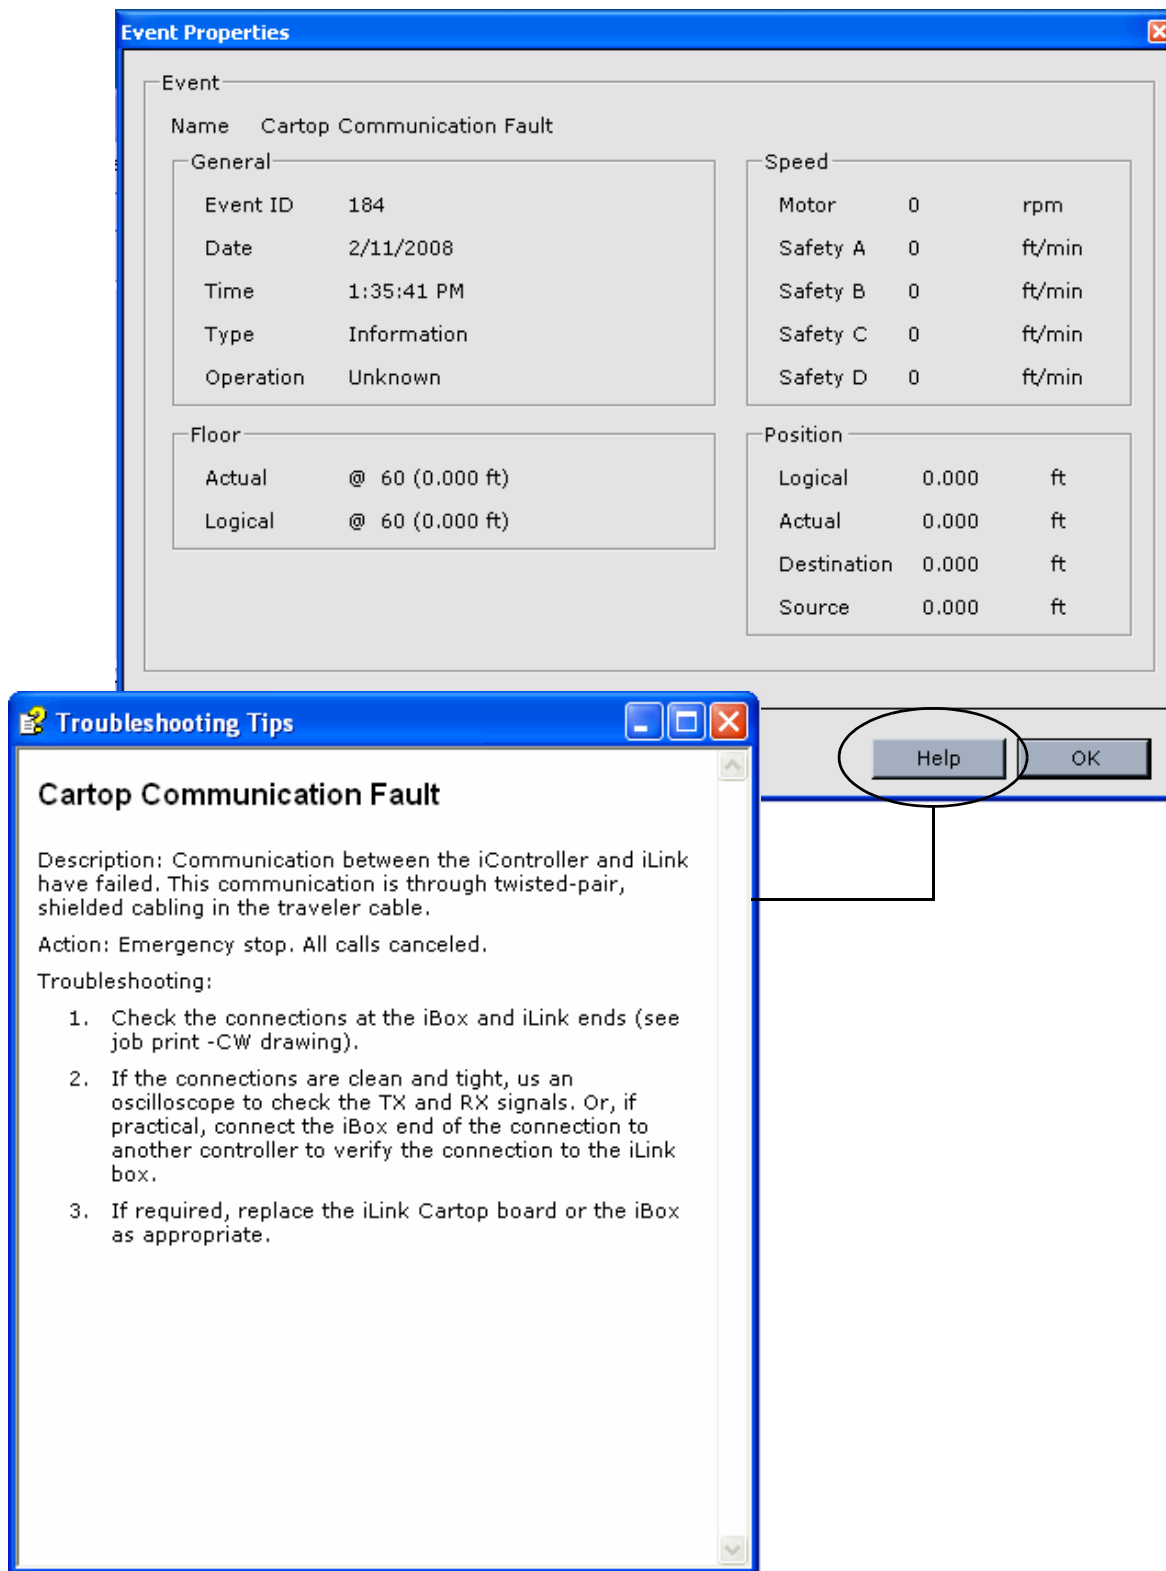 Event Properties
Event
Name Cartop Communication Fault
General
Event ID 184
Date 2/11/2008
Time 1:35:41 PM
Type Information
Operation Unknown
Speed
Motor 0 rpm
Safety A 0 ft/min
Safety B 0 ft/min
Safety C 0 ft/min
Safety D 0 ft/min
Floor
Actual @ 60 (0.000 ft)
Logical @ 60 (0.000 ft)
Position
Logical 0.000 ft
Actual 0.000 ft
Destination 0.000 ft
Source 0.000 ft
Help OK
Troubleshooting Tips
Cartop Communication Fault
Description: Communication between the iController and iLink
have failed. This communication is through twisted-pair,
shielded cabling in the traveler cable.
Action: Emergency stop. All calls canceled.
Troubleshooting:
1. Check the connections at the iBox and iLink ends (see
job print -CW drawing).
2. If the connections are clean and tight, us an
oscilloscope to check the TX and RX signals. Or, if
practical, connect the iBox end of the connection to
another controller to verify the connection to the iLink
box.
3. If required, replace the iLink Cartop board or the iBox
as appropriate.